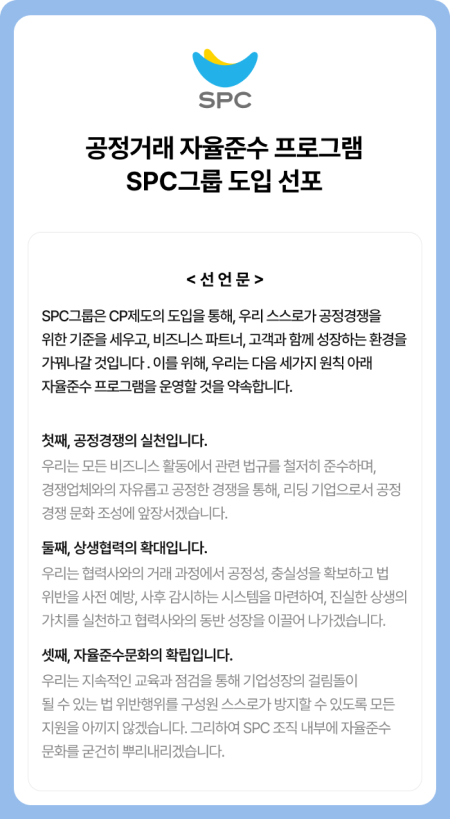 SPC
공정거래 자율준수 프로그램
SPC그룹 도입 선포
< 선 언 문 >
SPC그룹은 CP제도의 도입을 통해, 우리 스스로가 공정경쟁을
위한 기준을 세우고, 비즈니스 파트너, 고객과 함께 성장하는 환경을
가꿔나갈 것입니다 . 이를 위해, 우리는 다음 세가지 원칙 아래
자율준수 프로그램을 운영할 것을 약속합니다.
첫째, 공정경쟁의 실천입니다.
우리는 모든 비즈니스 활동에서 관련 법규를 철저히 준수하며,
경쟁업체와의 자유롭고 공정한 경쟁을 통해, 리딩 기업으로서 공정
경쟁 문화 조성에 앞장서겠습니다.
둘째, 상생협력의 확대입니다.
우리는 협력사와의 거래 과정에서 공정성, 충실성을 확보하고 법
위반을 사전 예방, 사후 감시하는 시스템을 마련하여, 진실한 상생의
가치를 실천하고 협력사와의 동반 성장을 이끌어 나가겠습니다.
셋째, 자율준수문화의 확립입니다.
우리는 지속적인 교육과 점검을 통해 기업성장의 걸림돌이
될 수 있는 법 위반행위를 구성원 스스로가 방지할 수 있도록 모든
지원을 아끼지 않겠습니다. 그리하여 SPC 조직 내부에 자율준수
문화를 굳건히 뿌리내리겠습니다.